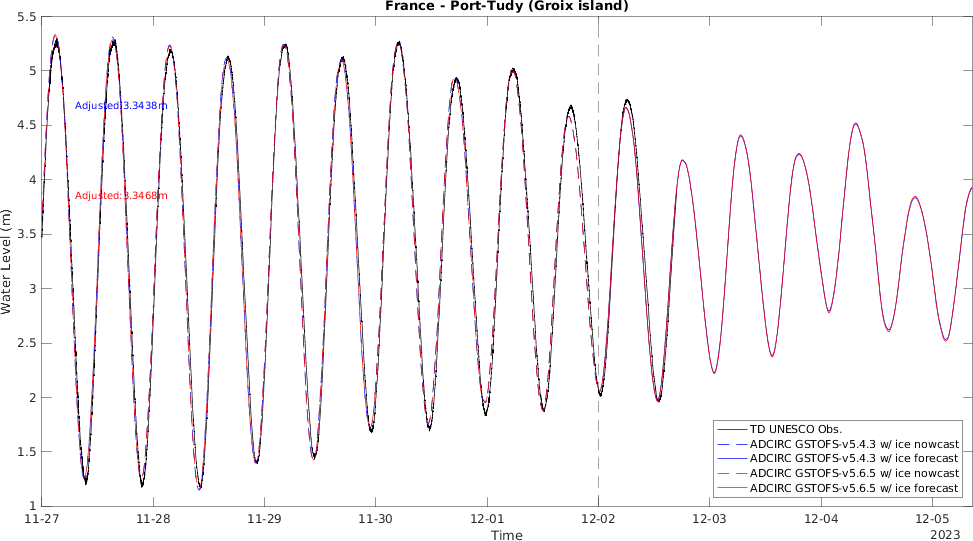 France - Port-Tudy (Groix island)
5.5
5
4.5
4
3.5
3
2.5
2
1.5
1
Water Level (m)
Adjusted:3.3438m
Adjusted:3.3468m
TD UNESCO Obs.
ADCIRC GSTOFS-v5.4.3 w/ ice nowcast
ADCIRC GSTOFS-v5.4.3 w/ ice forecast
ADCIRC GSTOFS-v5.6.5 w/ ice nowcast
ADCIRC GSTOFS-v5.6.5 w/ ice forecast
11-27 11-28 11-29 11-30 12-01 12-02 12-03 12-04 12-05
Time
2023